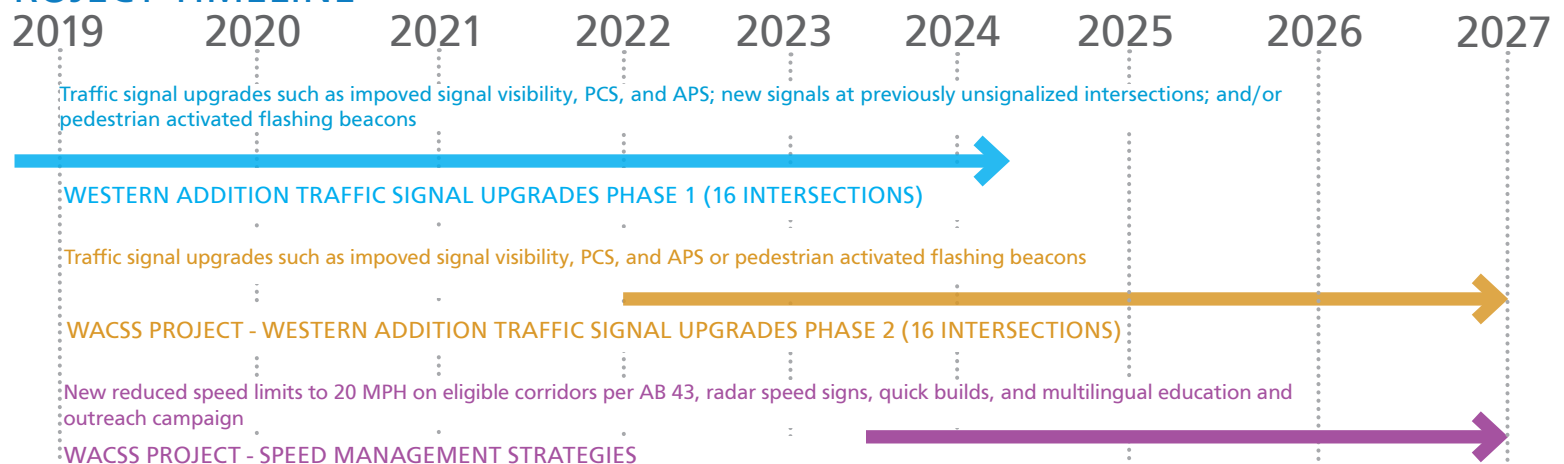 ROJECT TIMELINE
2019 2020 2021 2022 2023 2024 2025 2026 2027
Traffic signal upgrades such as impoved signal visibility, PCS, and APS; new signals at previously unsignalized intersections; and/or
pedestrian activated flashing beacons
WESTERN ADDITION TRAFFIC SIGNAL UPGRADES PHASE 1 (16 INTERSECTIONS)
Traffic signal upgrades such as impoved signal visibility, PCS, and APS or pedestrian activated flashing beacons
WACSS PROJECT - WESTERN ADDITION TRAFFIC SIGNAL UPGRADES PHASE 2 (16 INTERSECTIONS)
New reduced speed limits to 20 MPH on eligible corridors per AB 43, radar speed signs, quick builds, and multilingual education and
outreach campaign
WACSS PROJECT - SPEED MANAGEMENT STRATEGIES